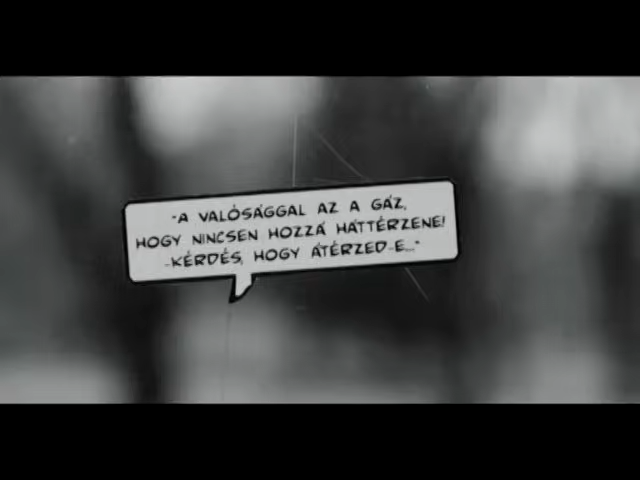 "A VALÓSÁGGAL AZ A GÁZ,
HOGY NINCSEN HOZZÁ HÁTTÉRZENE!
-KÉRDÉS, HOGY ÁTÉRZED-E..."